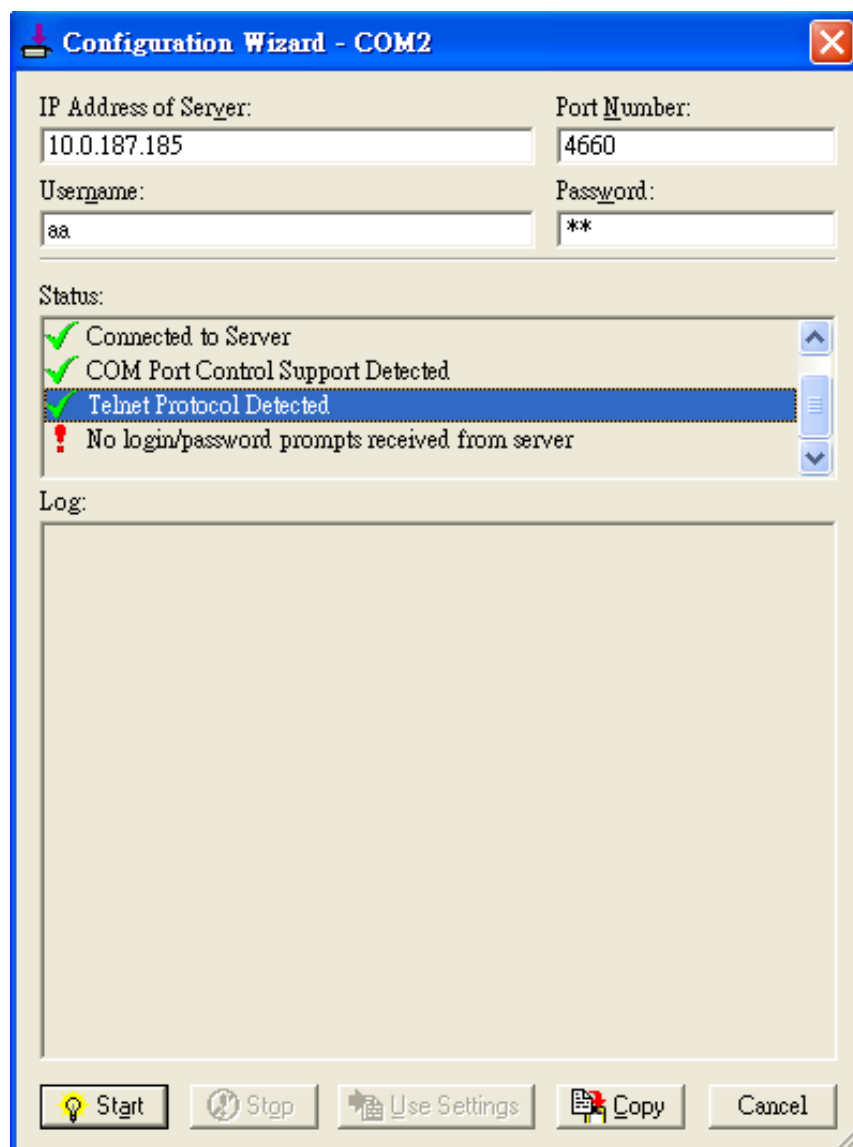 Configuration Wizard - COM2
IP Address of Server:
Port Number:
10.0.187.185
4660
Username:
Password:
aa
**
Status:
Connected to Server
COM Port Control Support Detected
Telnet Protocol Detected
No login/password prompts received from server
Log:
Start
Stop
Use Settings
Copy
Cancel